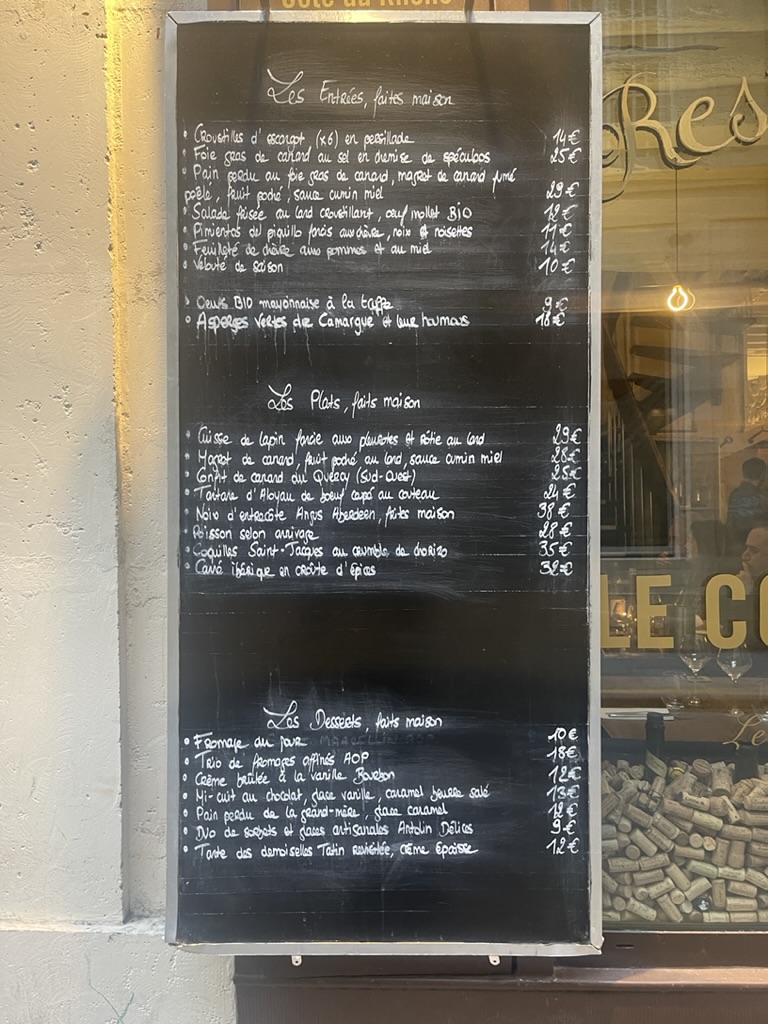 Côte du Rhône
Les Entrées, faites maison
• Croustilles d'escargot (x6) en persillade 14€
• Foie gras de canard au sel en chemise de spéculoos 25€
• Pain perdu au foie gras de canard, magret de canard fumé
poêlé, fruit poché, sauce cumin miel 29€
• Salade frisée au lard croustillant, oeuf mollet BIO 12€
• Pimientos del piquillo farcis au chèvre, noix et noisettes 11€
• Feuilleté de chèvre aux pommes et au miel 14€
• Velouté de saison 10€
• Oeufs BIO mayonnaise à la truffe 9€
• Asperges vertes de Camargue et leur houmous 18€
Les Plats, faits maison
• Cuisse de lapin farcie aux pleurotes et rôtie au lard 29€
• Magret de canard, fruit poché au lard, sauce cumin miel 28€
• Confit de canard du Quercy (Sud-Ouest) 25€
• Tartare d'Aloyau de boeuf coupé au couteau 24€
• Noix d'entrecôte Angus Aberdeen, frites maison 38€
• Poisson selon arrivage 28€
• Coquilles Saint-Jacques au crumble de chorizo 35€
• Carré ibérique en croûte d'épices 32€
Les Desserts, faits maison
• Fromage du jour 10€
• Trio de fromages affinés AOP 18€
• Crème brûlée à la vanille Bourbon 12€
• Mi-cuit au chocolat, glace vanille, caramel beurre salé 13€
• Pain perdu de la grand-mère, glace caramel 12€
• Duo de sorbets et glaces artisanales Antolin Délices 9€
• Tarte des demoiselles Tatin revisitée, crème épaisse 12€
Res
LE CO
Le